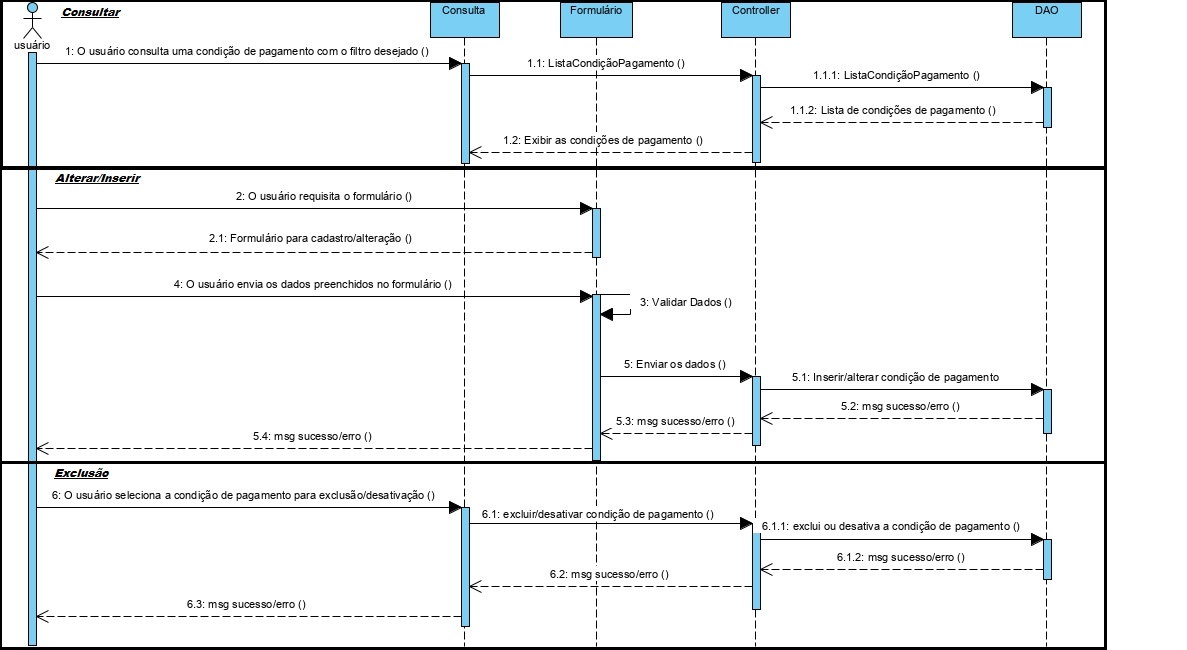 Consultar
Consulta
Formulário
Controller
DAO
usuário
1: O usuário consulta uma condição de pagamento com o filtro desejado ()
1.1: ListaCondiçãoPagamento ()
1.1.1: ListaCondiçãoPagamento ()
1.1.2: Lista de condições de pagamento ()
1.2: Exibir as condições de pagamento ()
Alterar/Inserir
2: O usuário requisita o formulário ()
2.1: Formulário para cadastro/alteração ()
4: O usuário envia os dados preenchidos no formulário ()
3: Validar Dados ()
5: Enviar os dados ()
5.1: Inserir/alterar condição de pagamento
5.2: msg sucesso/erro ()
5.3: msg sucesso/erro ()
5.4: msg sucesso/erro ()
Exclusão
6: O usuário seleciona a condição de pagamento para exclusão/desativação ()
6.1: excluir/desativar condição de pagamento ()
6.1.1: exclui ou desativa a condição de pagamento ()
6.1.2: msg sucesso/erro ()
6.2: msg sucesso/erro ()
6.3: msg sucesso/erro ()